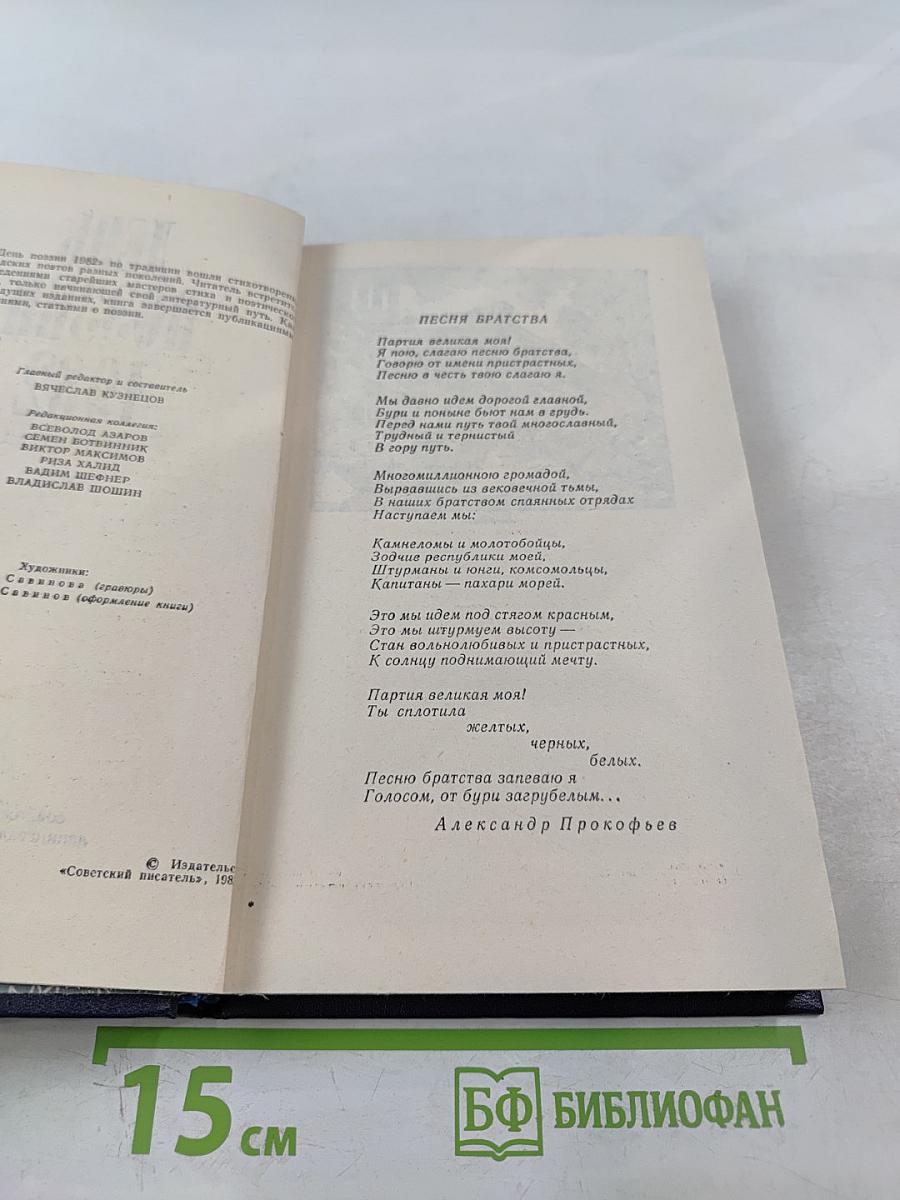 День поэзии 1982» по традиции вошли стихотворен
дских поэтов разных поколений. Читатель встретит
едениями старейших мастеров стиха и поэтическо
, только начинающей свой литературный путь. Ка
дущих изданиях, книга завершается публикациями
ниями, статьями о поэзии.
Главный редактор и составитель
ВЯЧЕСЛАВ КУЗНЕЦОВ
Редакционная коллегия:
ВСЕВОЛОД АЗАРОВ
СЕМЕН БОТВИННИК
ВИКТОР МАКСИМОВ
РИЗА ХАЛИД
ВАДИМ ШЕФНЕР
ВЛАДИСЛАВ ШОШИН
Художники:
Савинова (гравюры)
Савинов (оформление книги)
© Издательс
«Советский писатель», 198
ПЕСНЯ БРАТСТВА
Партия великая моя!
Я пою, слагаю песню братства,
Говорю от имени пристрастных,
Песню в честь твою слагаю я.
Мы давно идем дорогой главной,
Бури и поныне бьют нам в грудь.
Перед нами путь твой многославный,
Трудный и тернистый
В гору путь.
Многомиллионною громадой,
Вырвавшись из вековечной тьмы,
В наших братством спаянных отрядах
Наступаем мы:
Камнеломы и молотобойцы,
Зодчие республики моей,
Штурманы и юнги, комсомольцы,
Капитаны — пахари морей.
Это мы идем под стягом красным,
Это мы штурмуем высоту —
Стан вольнолюбивых и пристрастных,
К солнцу поднимающий мечту.
Партия великая моя!
Ты сплотила
желтых,
черных,
белых.
Песню братства запеваю я
Голосом, от бури загрубелым...
Александр Прокофьев
15 см
БФ БИБЛИОФАН